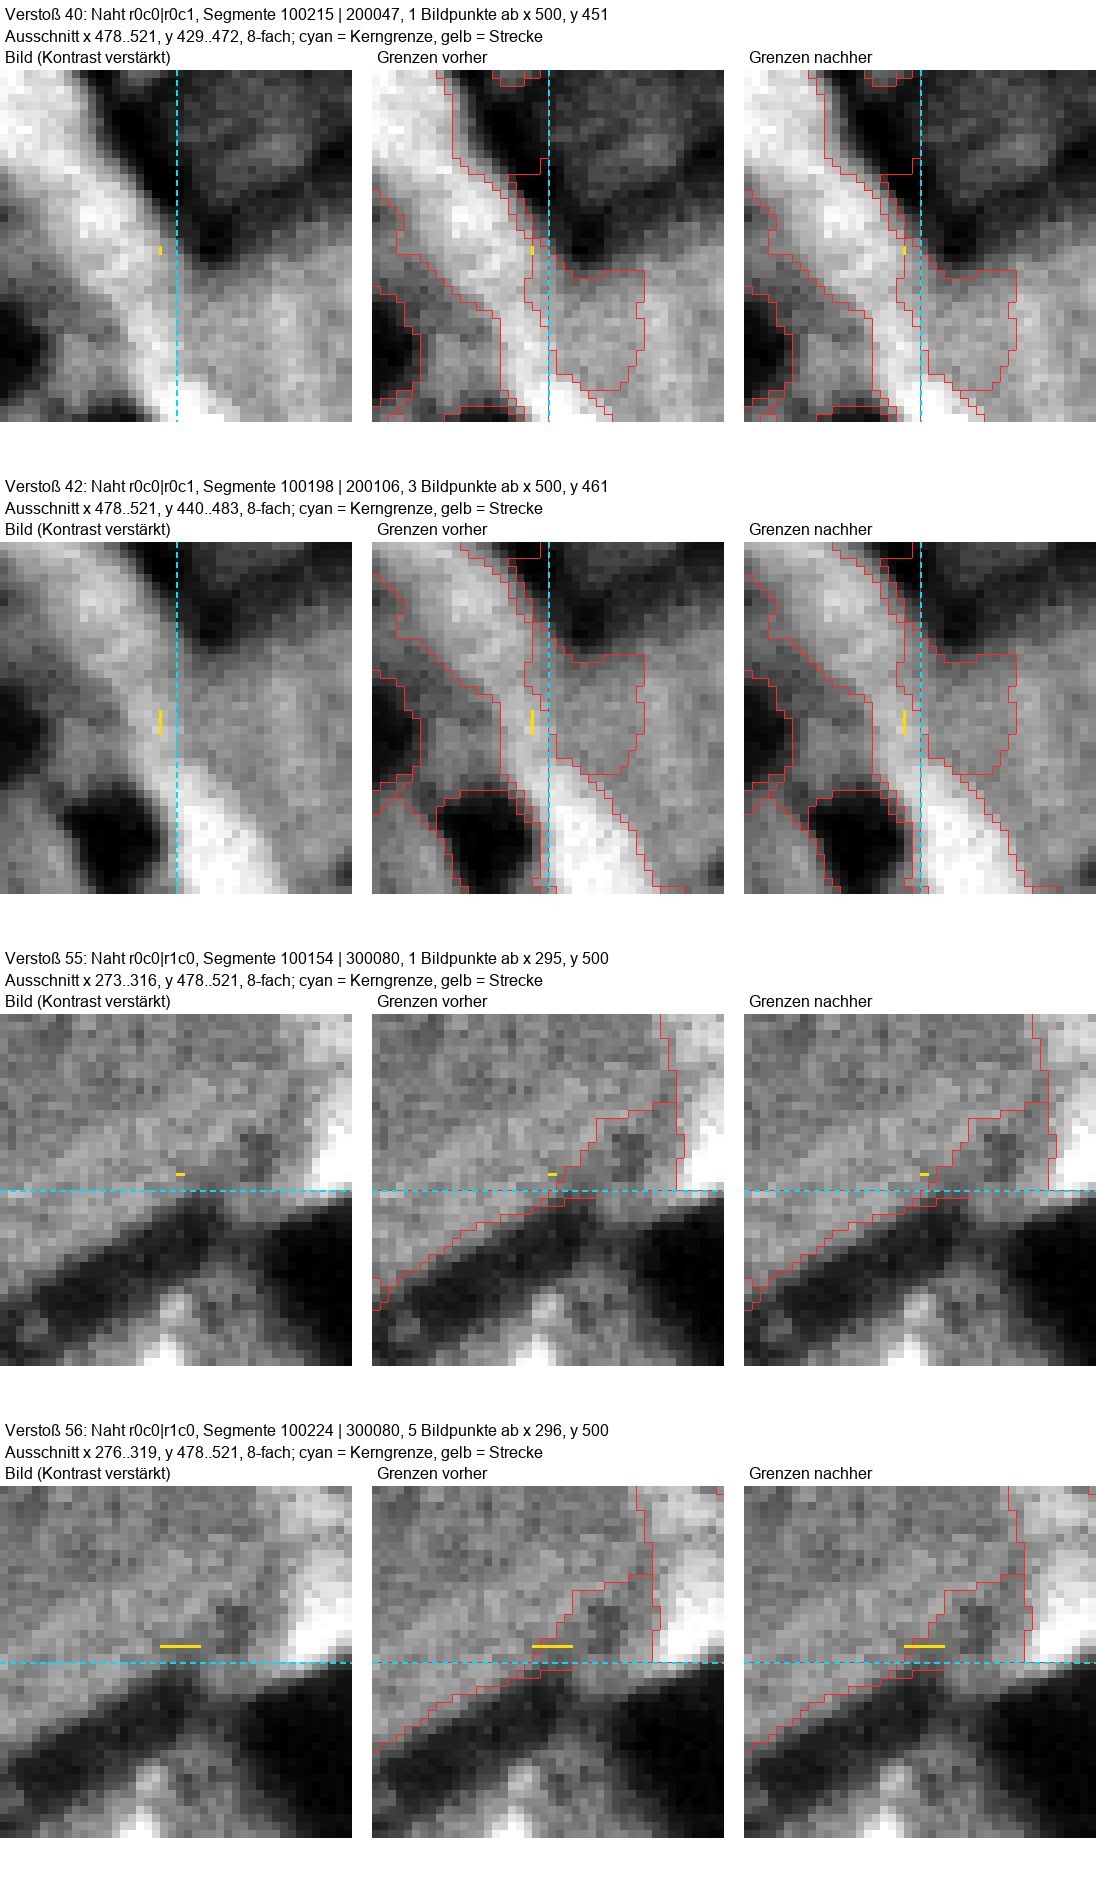 Verstoß 40: Naht r0c0|r0c1, Segmente 100215 | 200047, 1 Bildpunkte ab x 500, y 451
Ausschnitt x 478..521, y 429..472, 8-fach; cyan = Kerngrenze, gelb = Strecke
Bild (Kontrast verstärkt) Grenzen vorher Grenzen nachher
Verstoß 42: Naht r0c0|r0c1, Segmente 100198 | 200106, 3 Bildpunkte ab x 500, y 461
Ausschnitt x 478..521, y 440..483, 8-fach; cyan = Kerngrenze, gelb = Strecke
Bild (Kontrast verstärkt) Grenzen vorher Grenzen nachher
Verstoß 55: Naht r0c0|r1c0, Segmente 100154 | 300080, 1 Bildpunkte ab x 295, y 500
Ausschnitt x 273..316, y 478..521, 8-fach; cyan = Kerngrenze, gelb = Strecke
Bild (Kontrast verstärkt) Grenzen vorher Grenzen nachher
Verstoß 56: Naht r0c0|r1c0, Segmente 100224 | 300080, 5 Bildpunkte ab x 296, y 500
Ausschnitt x 276..319, y 478..521, 8-fach; cyan = Kerngrenze, gelb = Strecke
Bild (Kontrast verstärkt) Grenzen vorher Grenzen nachher